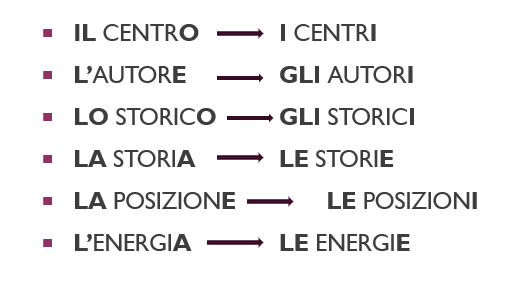 IL CENTRO → I CENTRI
L'AUTORE → GLI AUTORI
LO STORICO → GLI STORICI
LA STORIA → LE STORIE
LA POSIZIONE → LE POSIZIONI
L'ENERGIA → LE ENERGIE